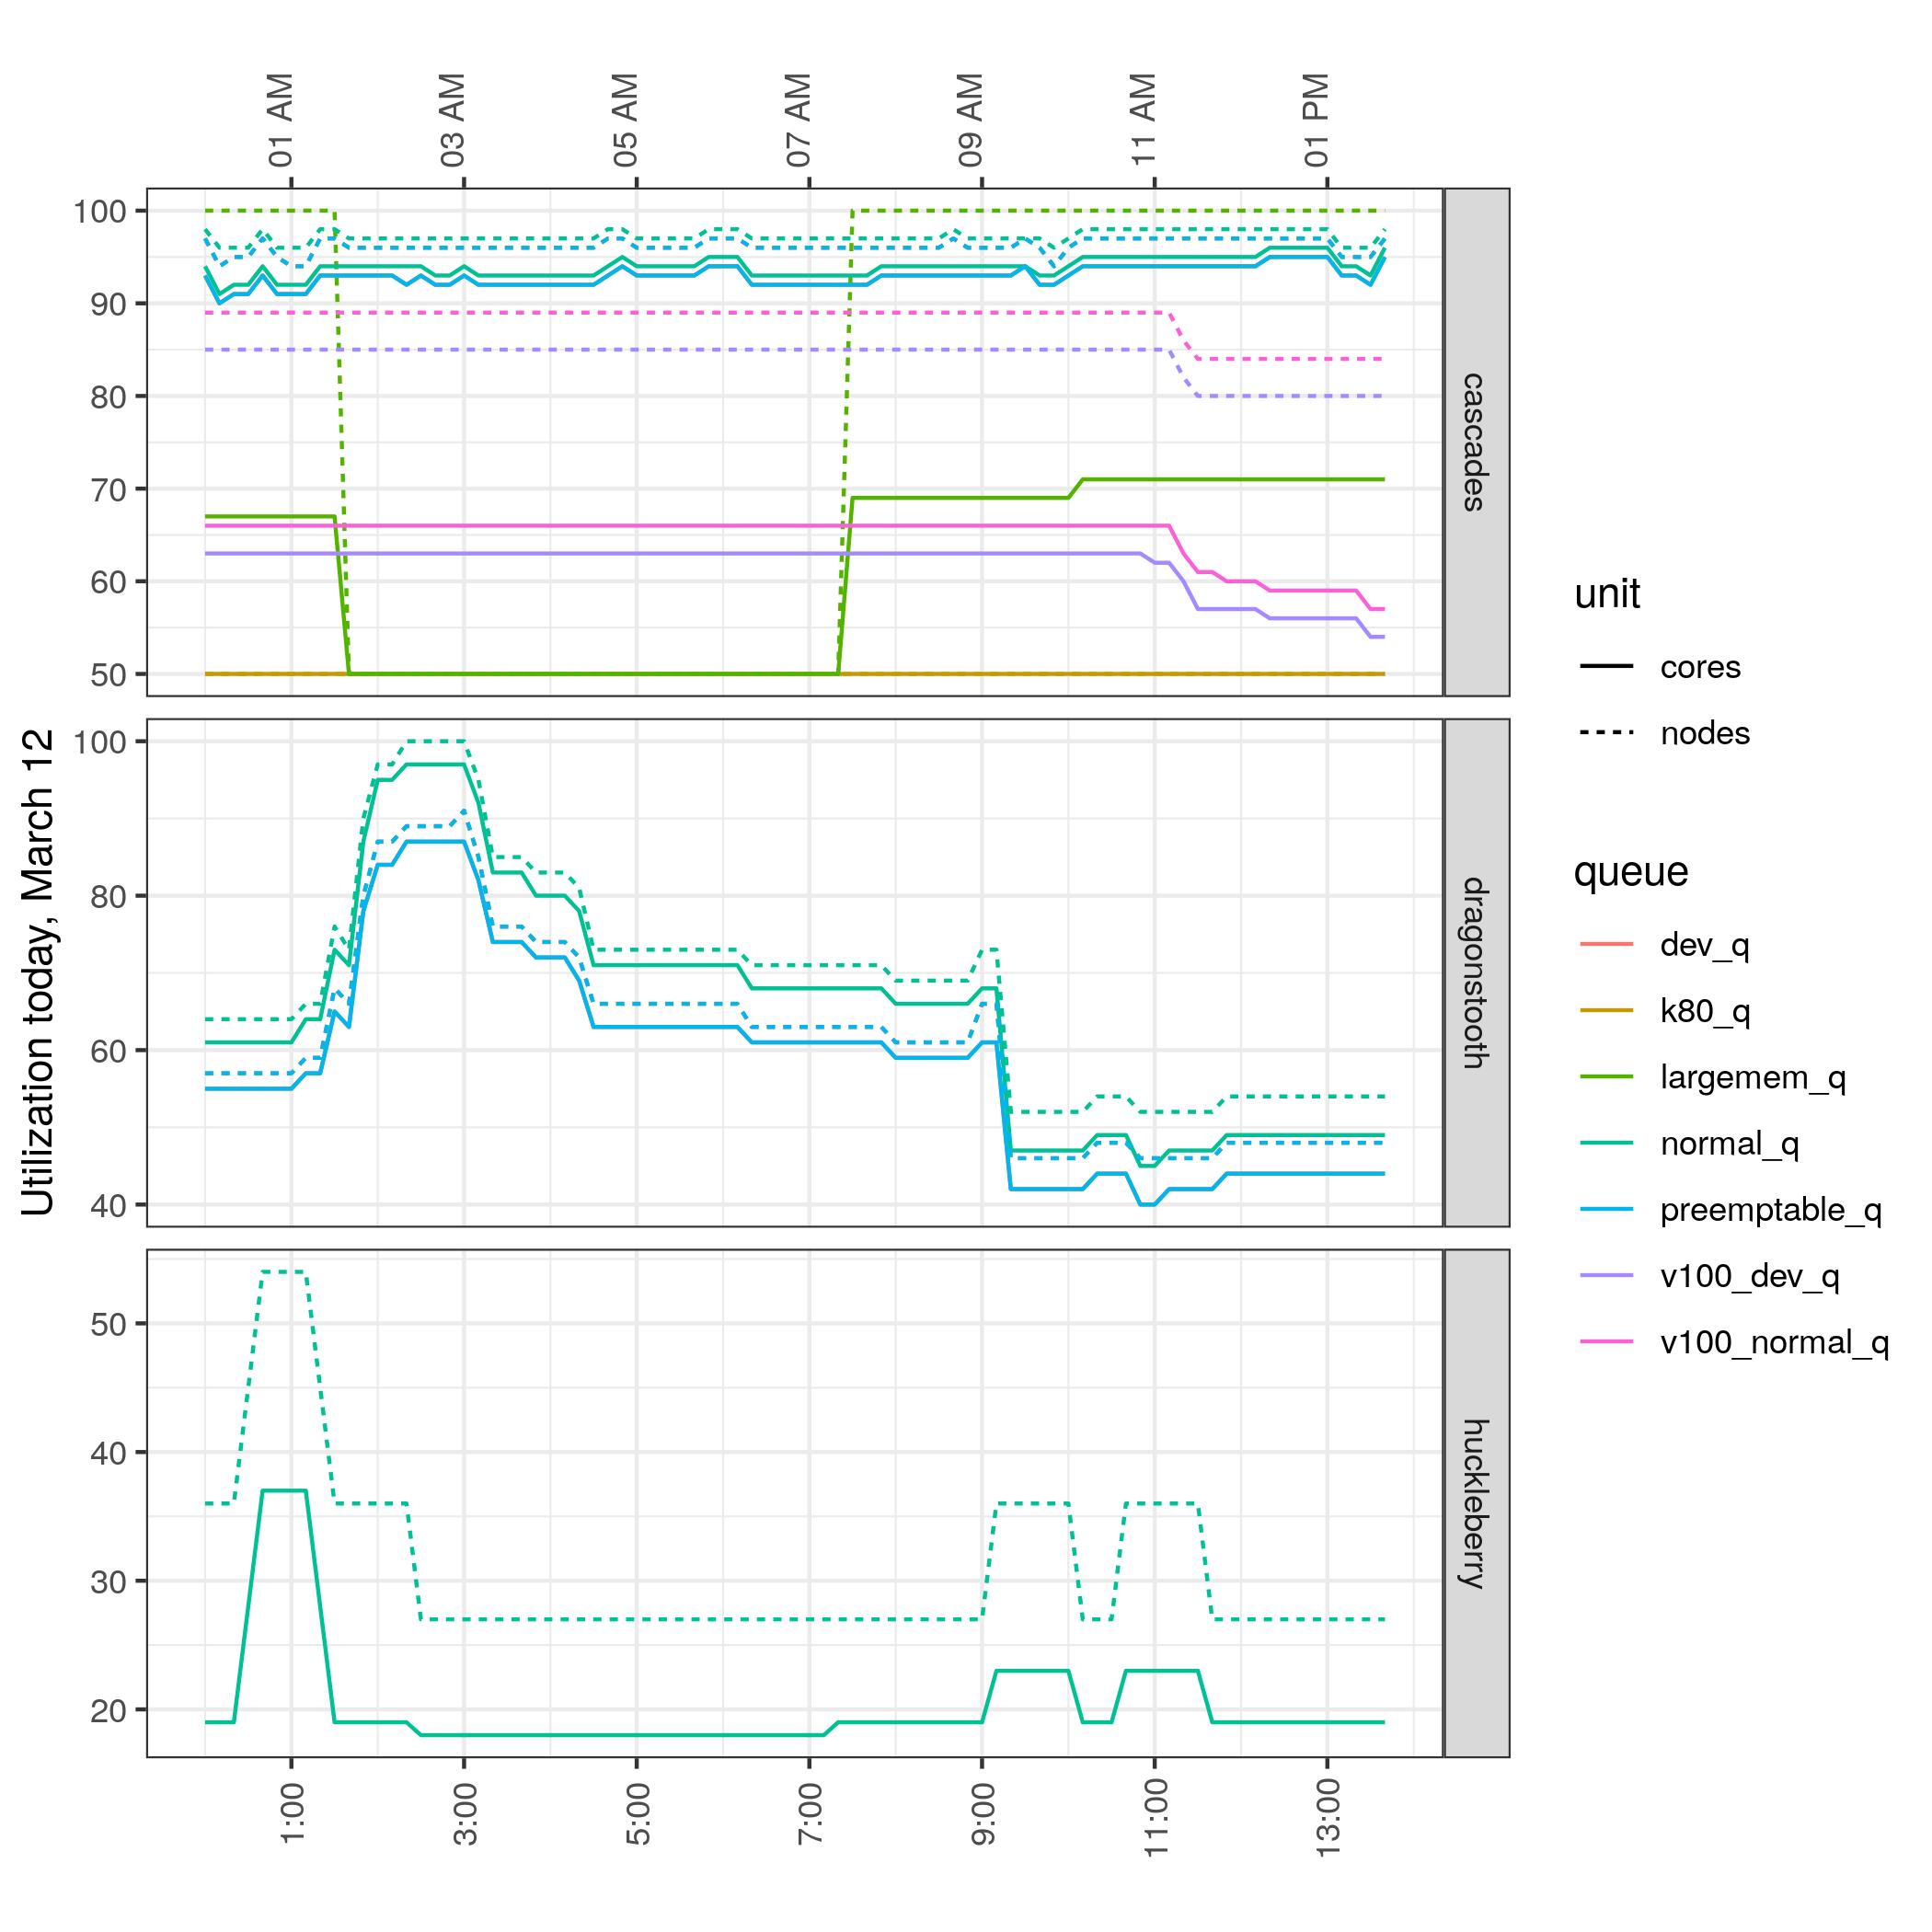 01 AM
03 AM
05 AM
07 AM
09 AM
11 AM
01 PM
Utilization today, March 12
100
90
80
70
60
50
cascades
100
80
60
40
dragonstooth
50
40
30
20
huckleberry
1:00
3:00
5:00
7:00
9:00
11:00
13:00
unit
cores
nodes
queue
dev_q
k80_q
largemem_q
normal_q
preemptable_q
v100_dev_q
v100_normal_q